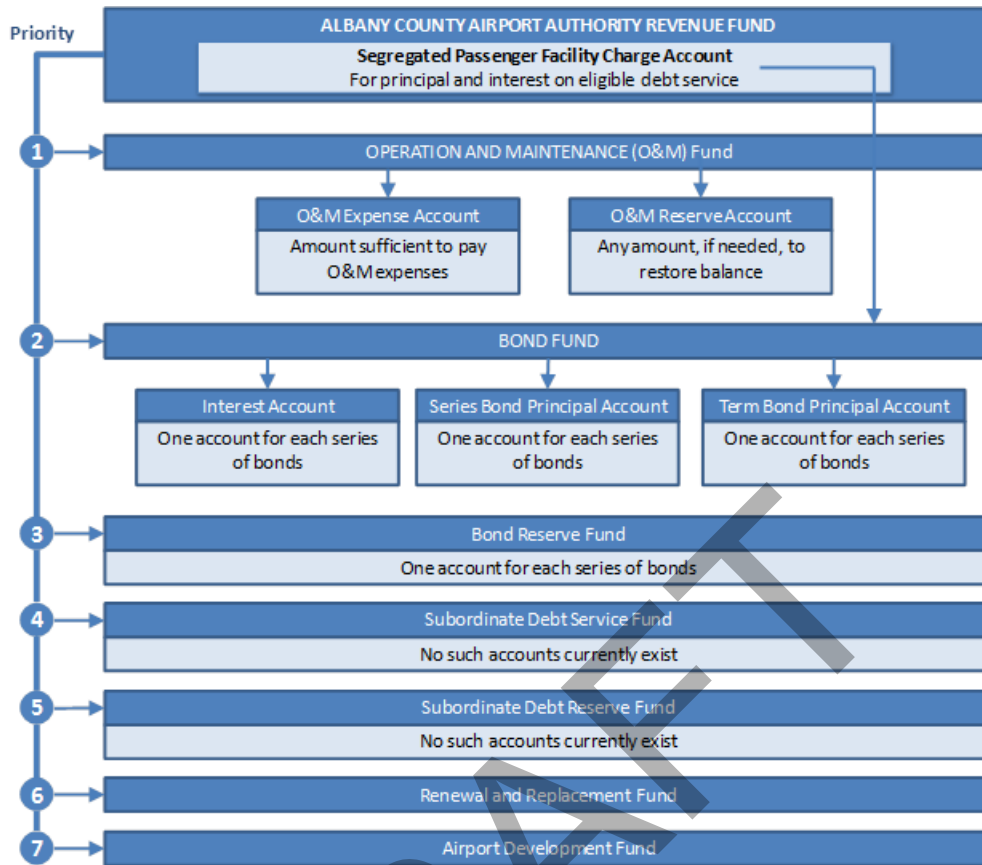 Priority
ALBANY COUNTY AIRPORT AUTHORITY REVENUE FUND
Segregated Passenger Facility Charge Account
For principal and interest on eligible debt service
1
OPERATION AND MAINTENANCE (O&M) Fund
O&M Expense Account
Amount sufficient to pay
O&M expenses
O&M Reserve Account
Any amount, if needed, to
restore balance
2
BOND FUND
Interest Account
One account for each series
of bonds
Series Bond Principal Account
One account for each series
of bonds
Term Bond Principal Account
One account for each series
of bonds
3
Bond Reserve Fund
One account for each series of bonds
4
Subordinate Debt Service Fund
No such accounts currently exist
5
Subordinate Debt Reserve Fund
No such accounts currently exist
6
Renewal and Replacement Fund
7
Airport Development Fund
DRAFT